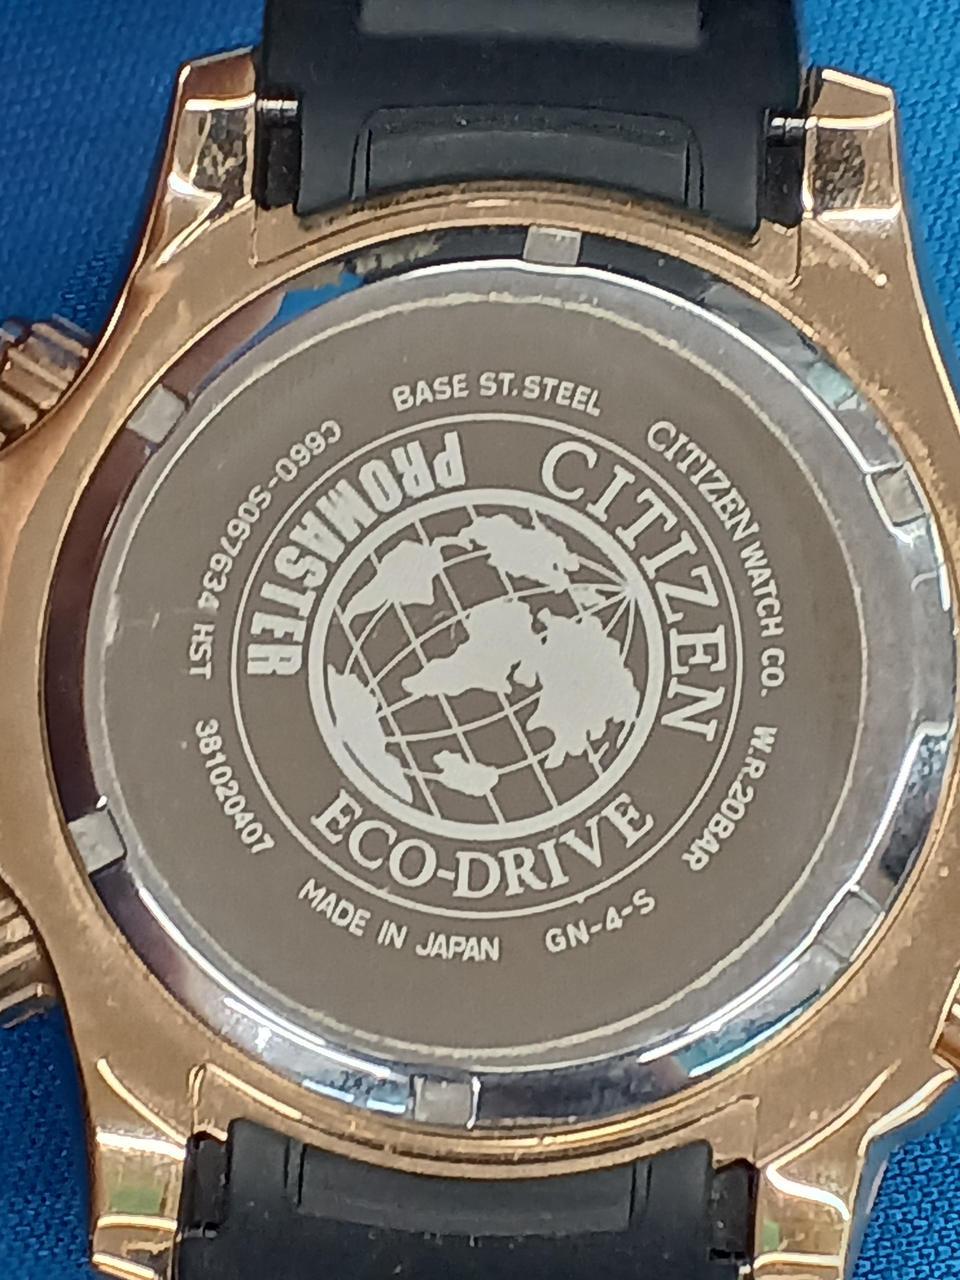 BASE ST. STEEL
CITIZEN WATCH CO.
W.R.20BAR
GN-4-S
MADE IN JAPAN
381020407
C660-S067634 HST
PROMASTER
CITIZEN
ECO-DRIVE